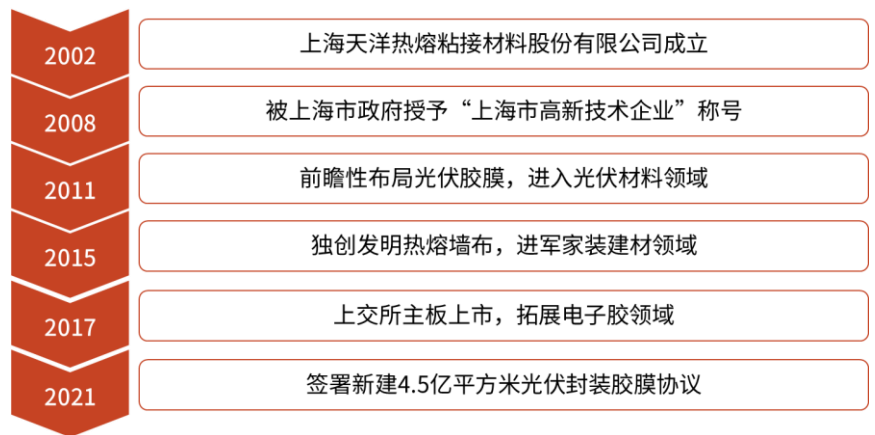 2002
上海天洋热熔粘接材料股份有限公司成立
2008
被上海市政府授予“上海市高新技术企业”称号
2011
前瞻性布局光伏胶膜，进入光伏材料领域
2015
独创发明热熔墙布，进军家装建材领域
2017
上交所主板上市，拓展电子胶领域
2021
签署新建4.5亿平方米光伏封装胶膜协议